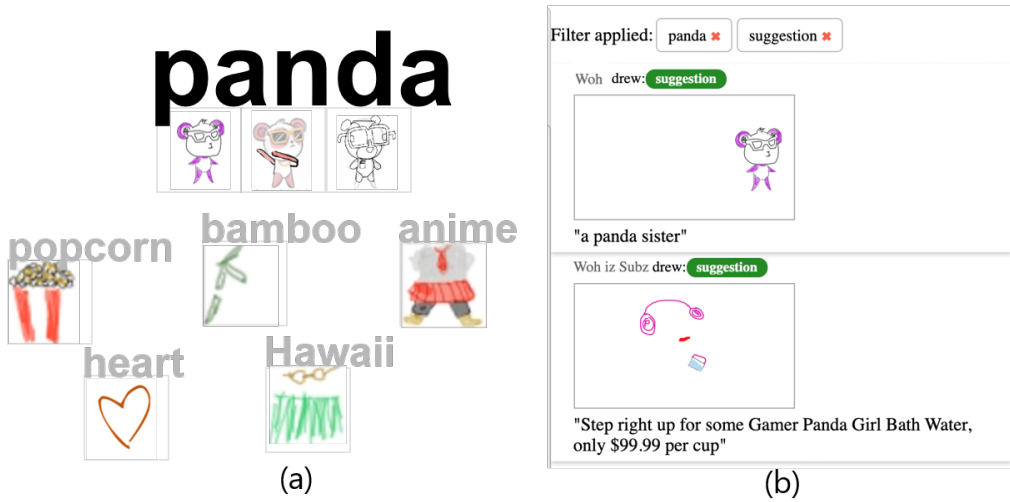 panda
popcorn
bamboo
anime
heart
Hawaii
(a)
Filter applied: panda ✖ suggestion ✖
Woh drew: suggestion
"a panda sister"
Woh iz Subz drew: suggestion
"Step right up for some Gamer Panda Girl Bath Water,
only $99.99 per cup"
(b)